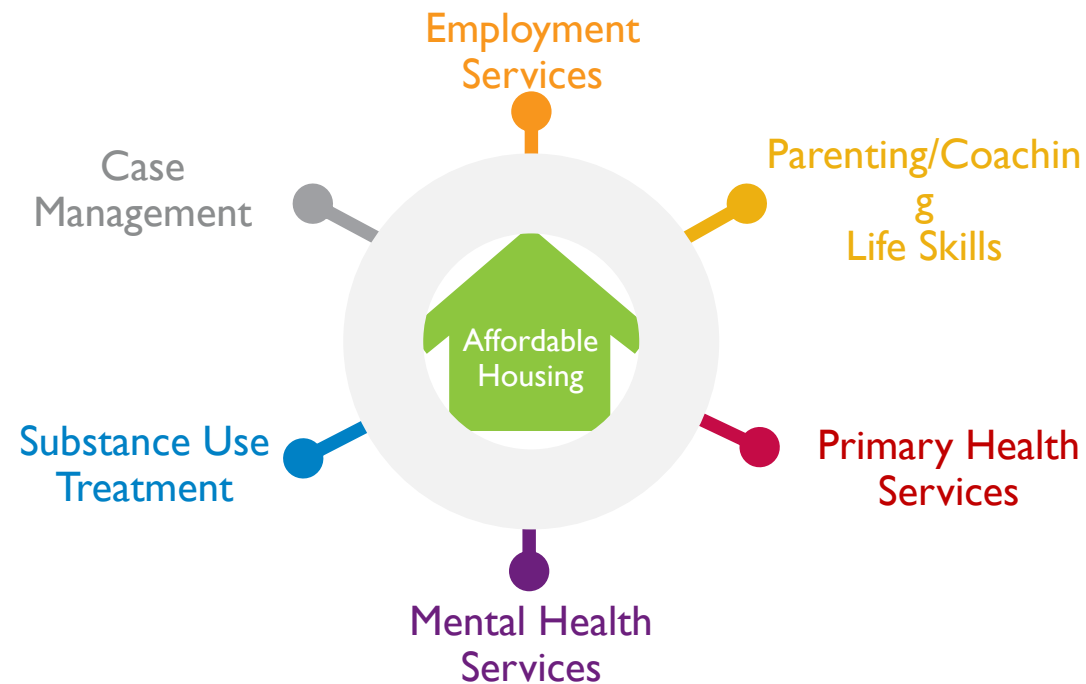 Employment
Services
Case
Management
Parenting/Coachin
g
Life Skills
Affordable
Housing
Substance Use
Treatment
Primary Health
Services
Mental Health
Services